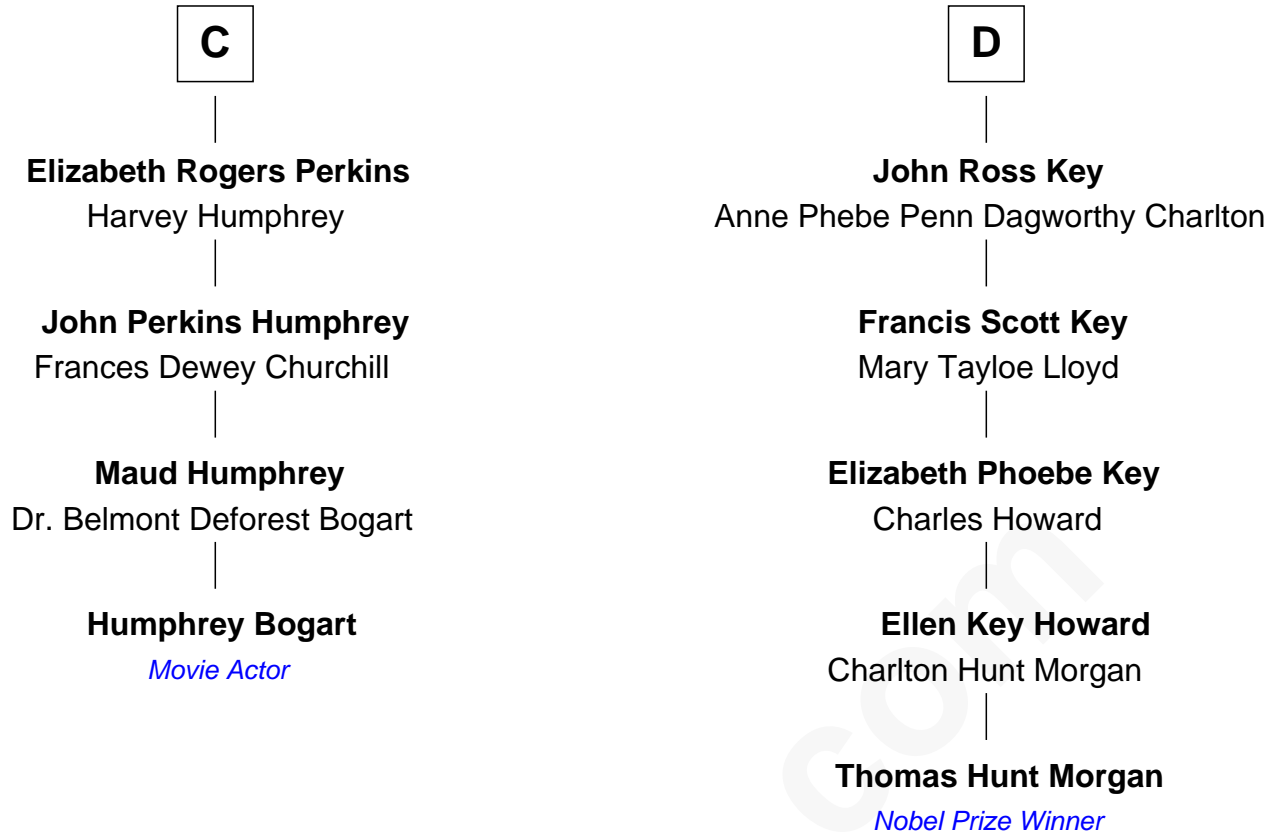 C
Elizabeth Rogers Perkins
Harvey Humphrey
John Perkins Humphrey
Frances Dewey Churchill
Maud Humphrey
Dr. Belmont Deforest Bogart
Humphrey Bogart
Movie Actor
D
John Ross Key
Anne Phebe Penn Dagworthy Charlton
Francis Scott Key
Mary Tayloe Lloyd
Elizabeth Phoebe Key
Charles Howard
Ellen Key Howard
Charlton Hunt Morgan
Thomas Hunt Morgan
Nobel Prize Winner
com